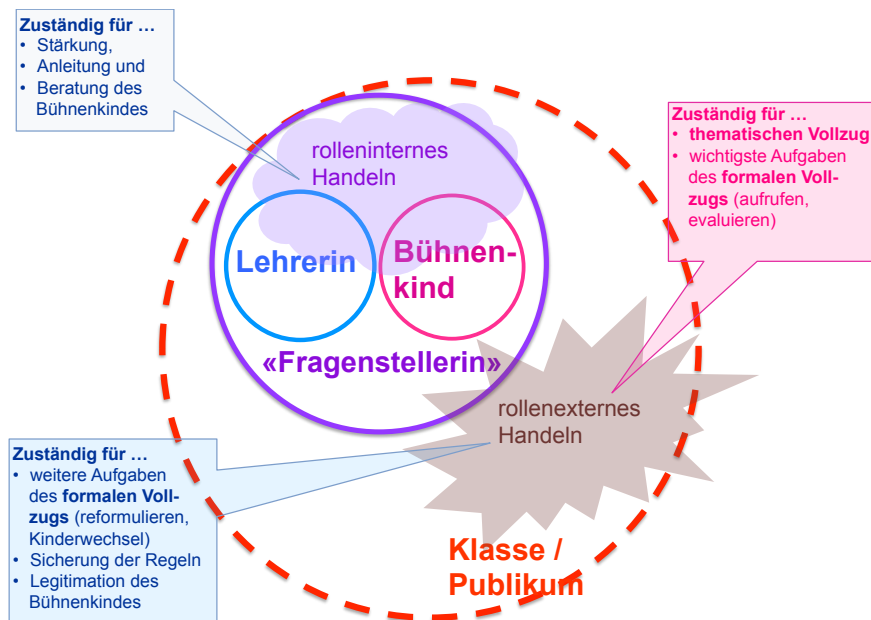 Zuständig für …
• Stärkung,
• Anleitung und
• Beratung des
Bühnenkindes
Zuständig für …
• thematischen Vollzug
• wichtigste Aufgaben
des formalen Voll-
zugs (aufrufen,
evaluieren)
rolleninternes
Handeln
Lehrerin
Bühnen-
kind
«Fragenstellerin»
rollenexternes
Handeln
Zuständig für …
• weitere Aufgaben
des formalen Voll-
zugs (reformulieren,
Kinderwechsel)
• Sicherung der Regeln
• Legitimation des
Bühnenkindes
Klasse /
Publikum